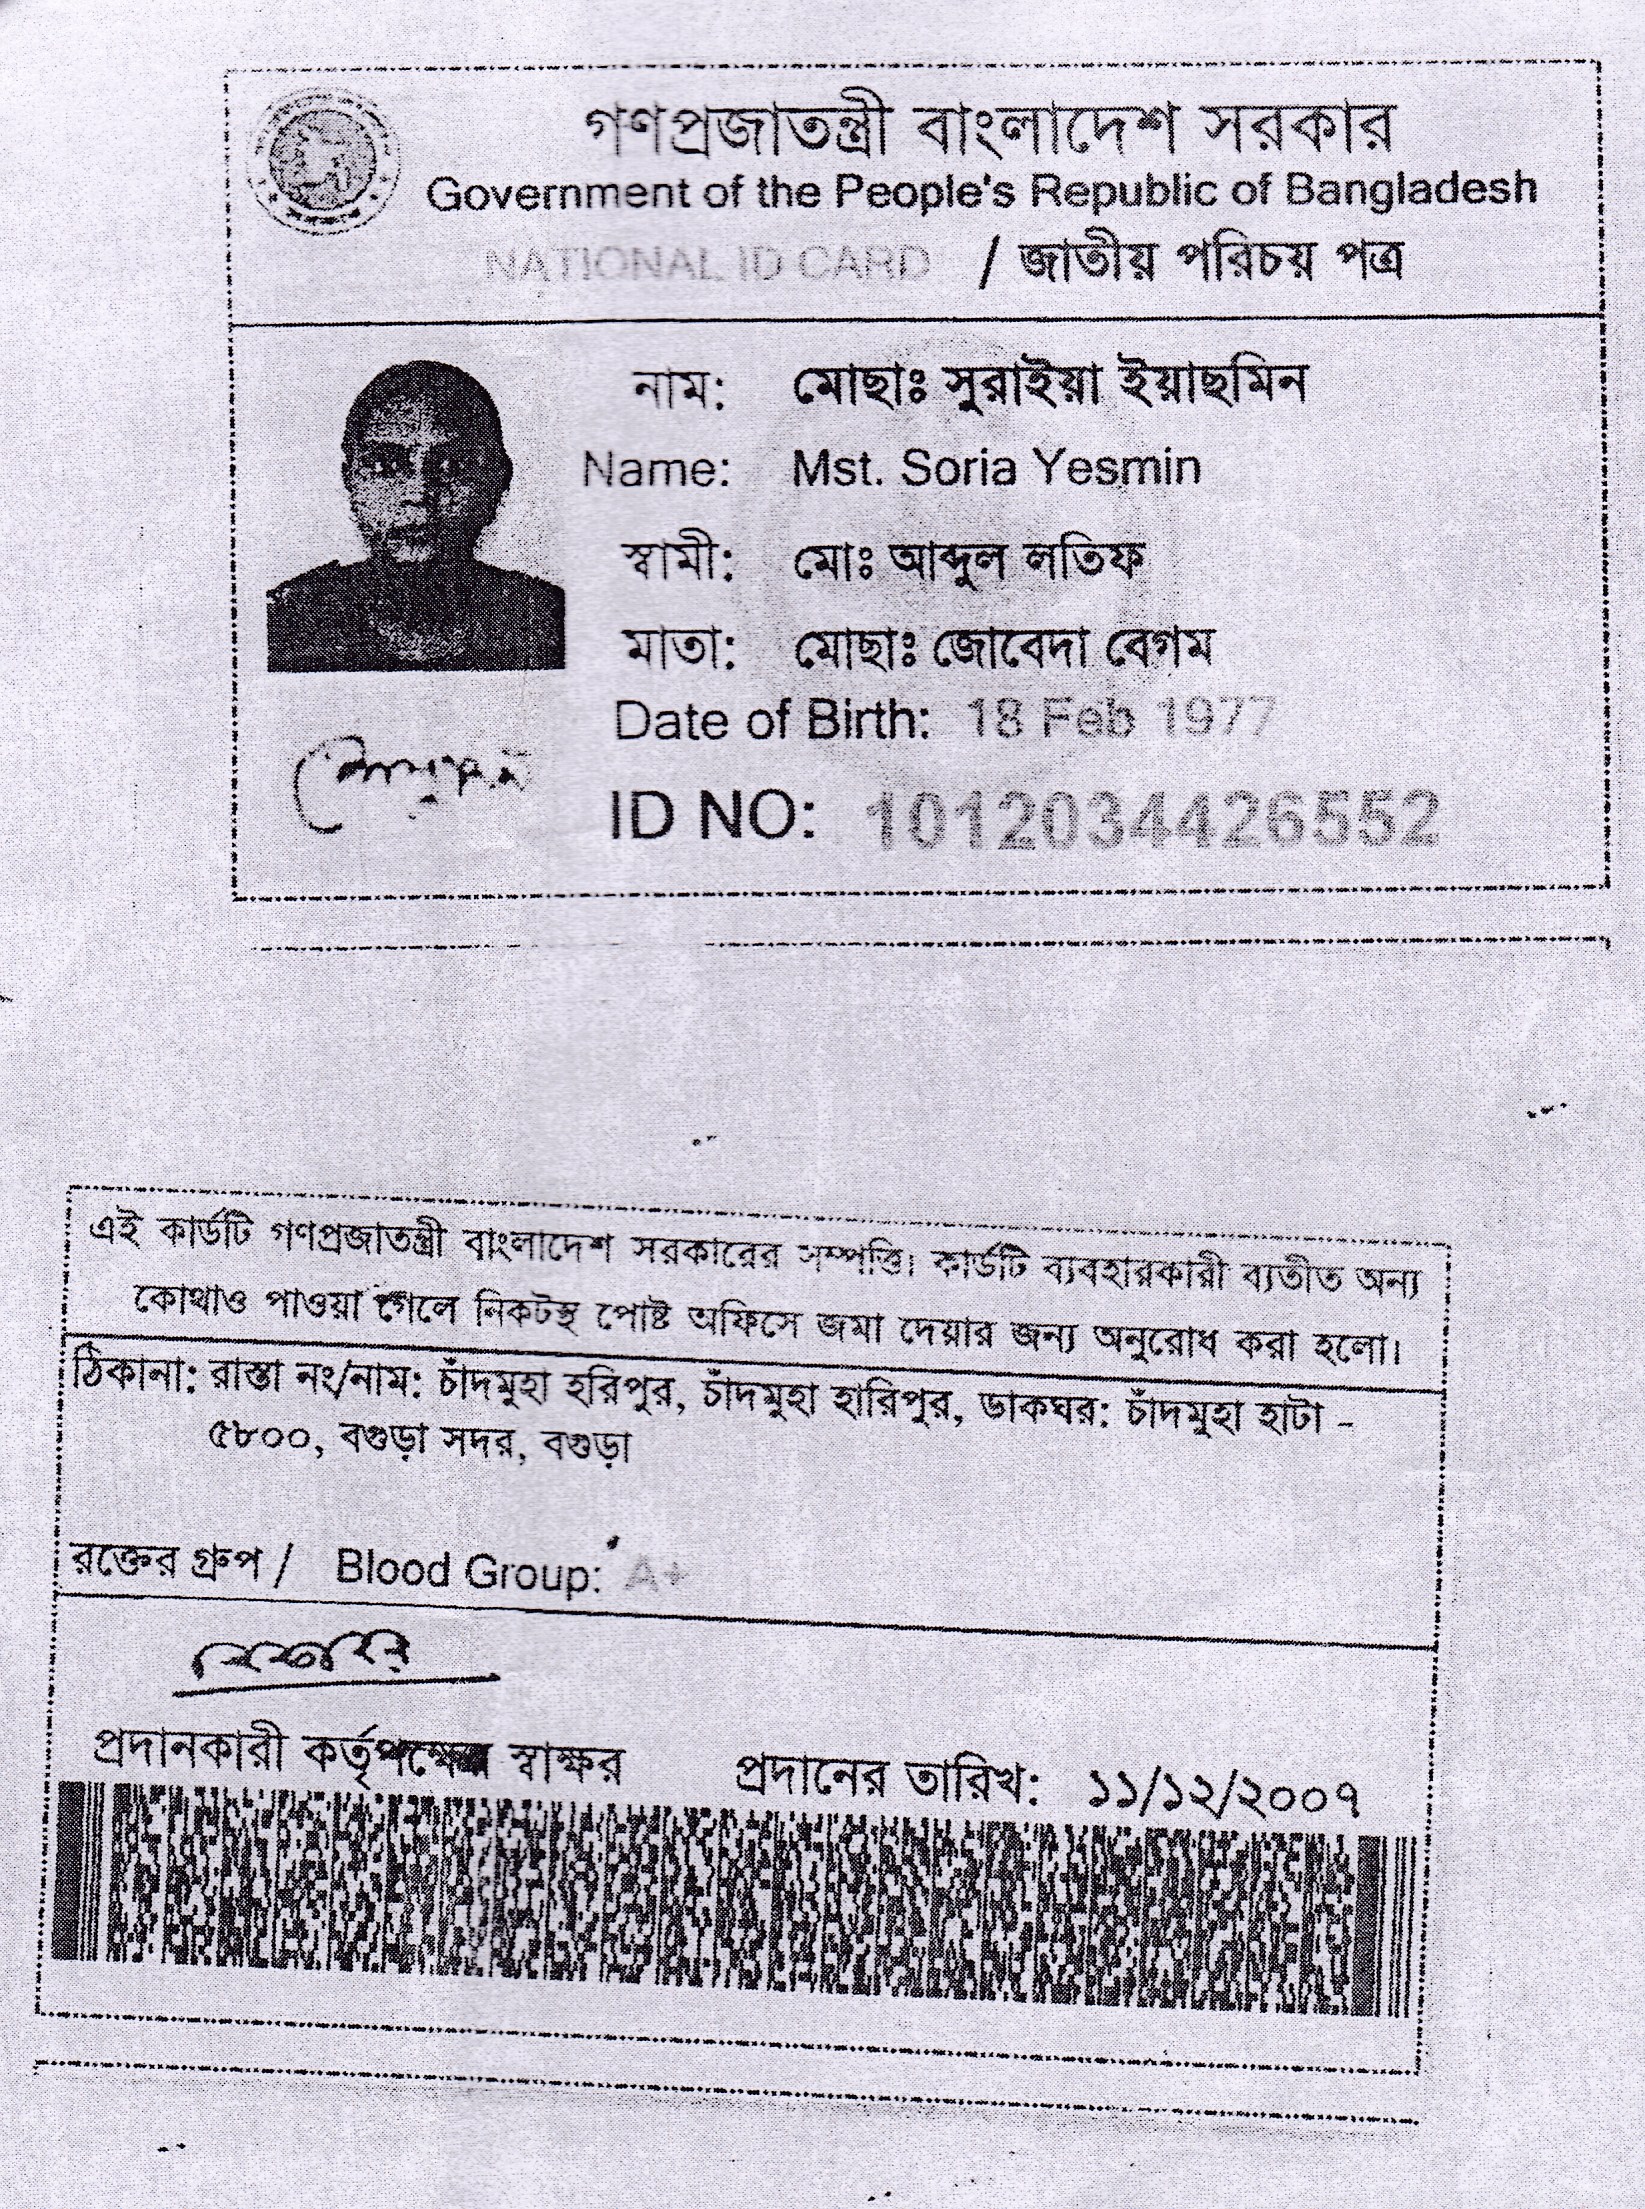 গণপ্রজাতন্ত্রী বাংলাদেশ সরকার
Government of the People's Republic of Bangladesh
NATIONAL ID CARD / জাতীয় পরিচয় পত্র
নাম: মোছাঃ সুরাইয়া ইয়াছমিন
Name: Mst. Soria Yesmin
স্বামী: মোঃ আব্দুল লতিফ
মাতা: মোছাঃ জোবেদা বেগম
Date of Birth: 18 Feb 1977
ID NO: 1012034426552
এই কার্ডটি গণপ্রজাতন্ত্রী বাংলাদেশ সরকারের সম্পত্তি। কার্ডটি ব্যবহারকারী ব্যতীত অন্য
কোথাও পাওয়া গেলে নিকটস্থ পোষ্ট অফিসে জমা দেয়ার জন্য অনুরোধ করা হলো।
ঠিকানা: রাস্তা নং/নাম: চাঁদমুহা হরিপুর, চাঁদমুহা হারিপুর, ডাকঘর: চাঁদমুহা হাটা -
৫৮০০, বগুড়া সদর, বগুড়া
রক্তের গ্রুপ / Blood Group: A+
প্রদানকারী কর্তৃপক্ষের স্বাক্ষর প্রদানের তারিখ: ১১/১২/২০০৭